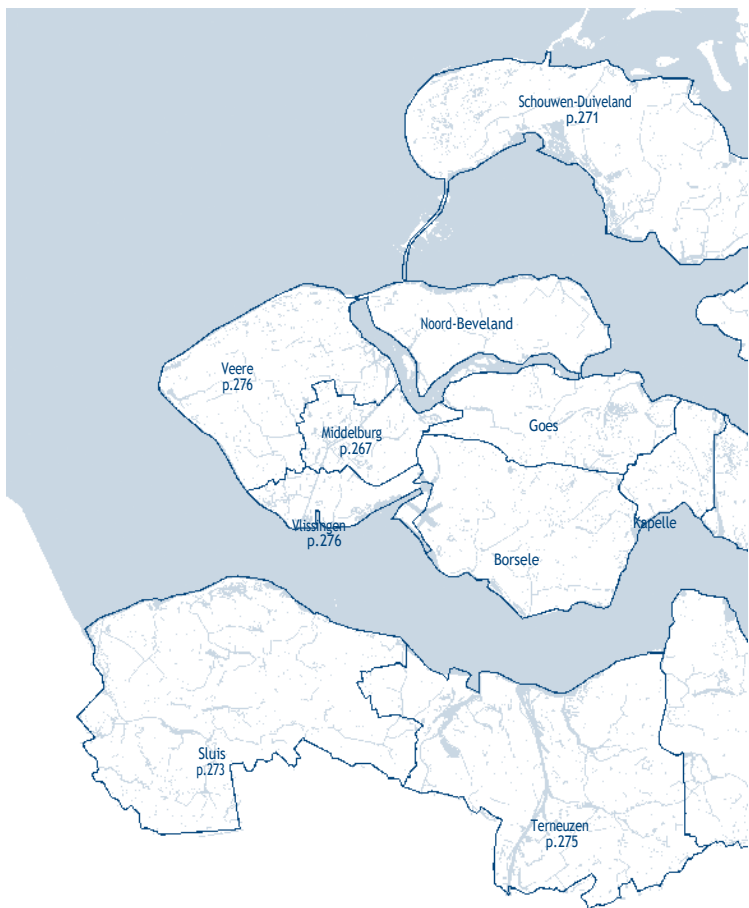 Schouwen-Duiveland
p.271
Noord-Beveland
Veere
p.276
Goes
Middelburg
p.267
Vlissingen
p.276
Kapelle
Borsele
Sluis
p.273
Terneuzen
p.275